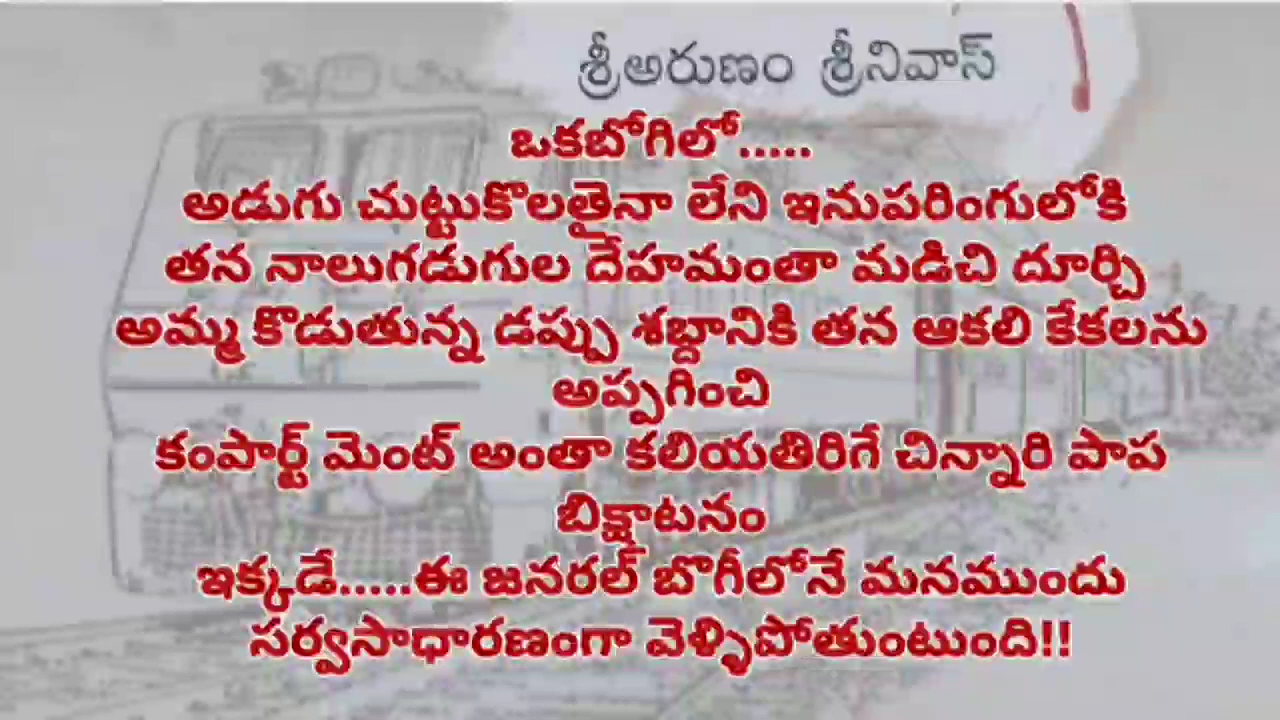 శ్రీఅరుణం శ్రీనివాస్
ఒకబోగిలో.....
అడుగు చుట్టుకొలతైనా లేని ఇనుపరింగులోకి
తన నాలుగడుగుల దేహమంతా మడిచి దూర్చి
అమ్మ కొడుతున్న డప్పు శబ్దానికి తన ఆకలి కేకలను
అప్పగించి
కంపార్ట్ మెంట్ అంతా కలియతిరిగే చిన్నారి పాప
బిక్షాటనం
ఇక్కడే.....ఈ జనరల్ బొగీలోనే మనముందు
సర్వసాధారణంగా వెళ్ళిపోతుంటుంది!!